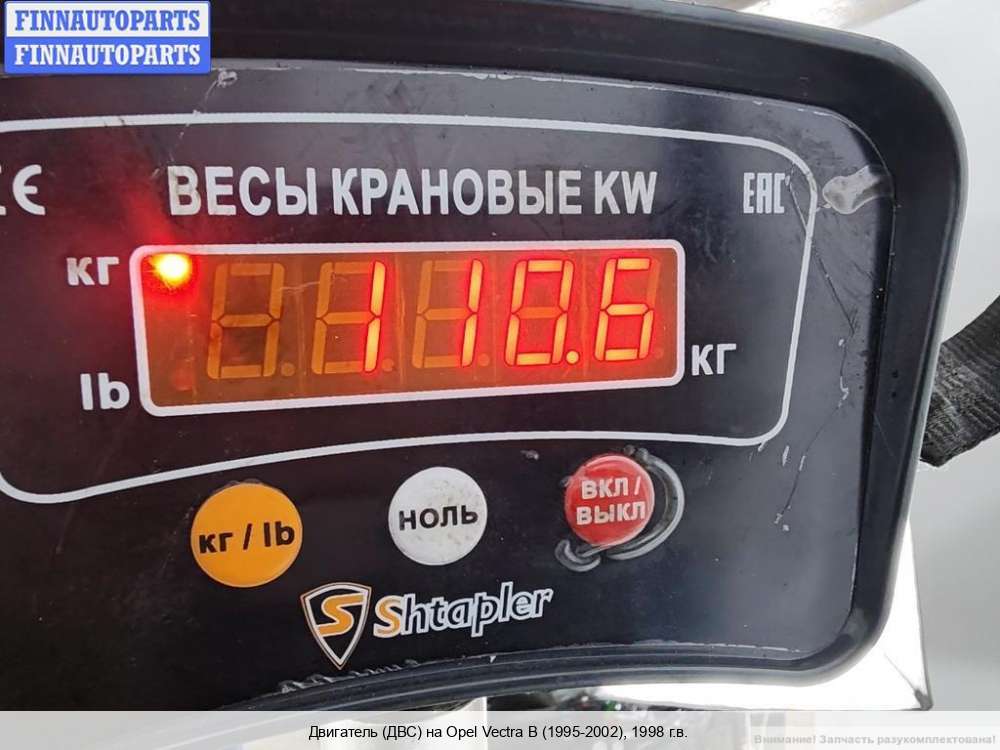 FINNAUTOPARTS
FINNAUTOPARTS
CE
ВЕСЫ КРАНОВЫЕ KW
EAC
кг
110.6
lb
кг
кг / lb
НОЛЬ
ВКЛ /
ВЫКЛ
S Shtapler
Двигатель (ДВС) на Opel Vectra B (1995-2002), 1998 г.в.
Внимание! Запчасть разукомплектована!